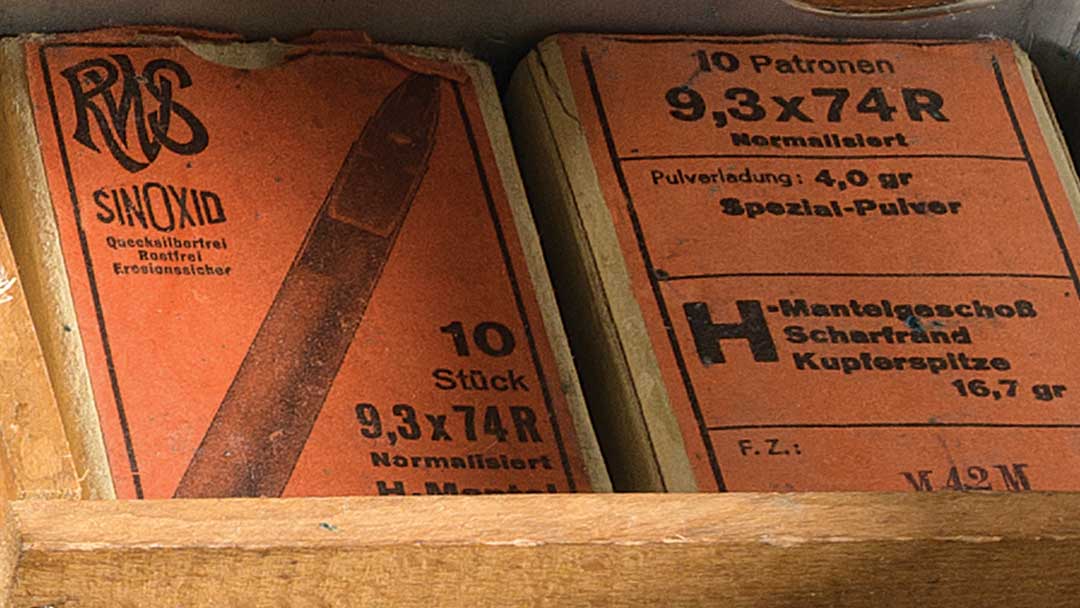 RWS
SINOXID
Quecksilberfrei
Rostfrei
Erosionssicher
10
Stück
9,3x74R
Normalisiert
H-Mantel
10 Patronen
9,3x74R
Normalisiert
Pulverladung: 4,0 gr
Spezial-Pulver
H-Mantelgeschoß
Scharfrand
Kupferspitze
16,7 gr
F. Z.:
M 42 M